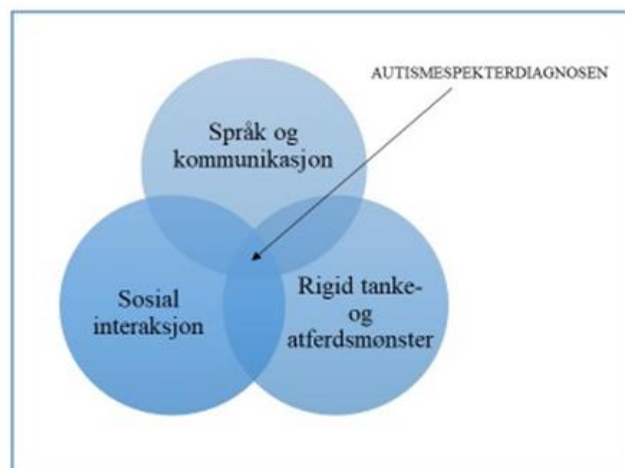 AUTISMESPEKTERDIAGNOSEN
Språk og
kommunikasjon
Sosial
interaksjon
Rigid tanke-
og
atferdsmønster